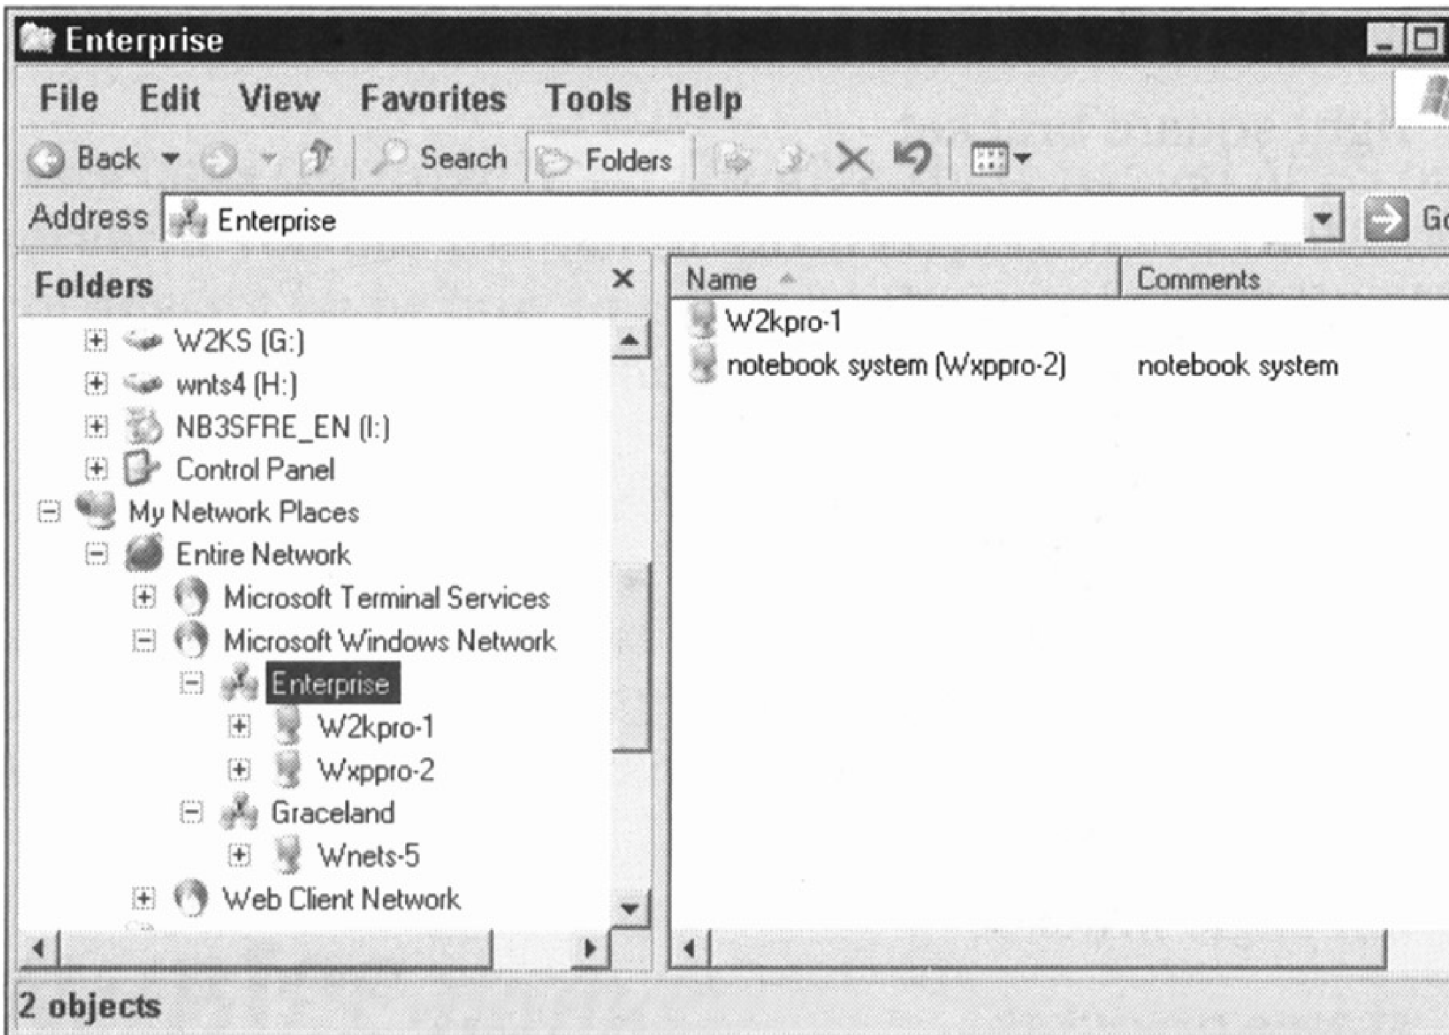 Enterprise
File Edit View Favorites Tools Help
Back Search Folders
Address Enterprise Go
Folders
W2KS (G:)
wnts4 (H:)
NB3SFRE_EN (I:)
Control Panel
My Network Places
Entire Network
Microsoft Terminal Services
Microsoft Windows Network
Enterprise
W2kpro-1
Wxppro-2
Graceland
Wnets-5
Web Client Network
Name Comments
W2kpro-1
notebook system (Wxppro-2) notebook system
2 objects